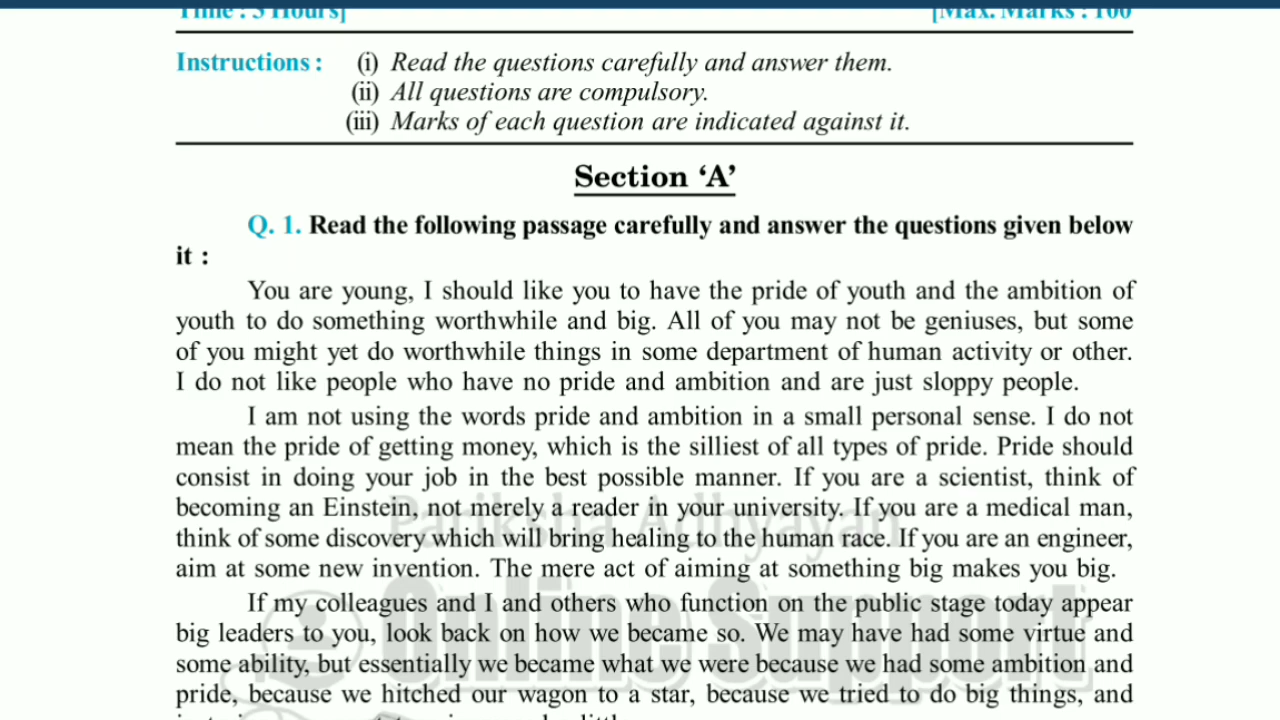 Time : 3 Hours] [Max. Marks : 100
Instructions : (i) Read the questions carefully and answer them.
(ii) All questions are compulsory.
(iii) Marks of each question are indicated against it.
Section ‘A’
Q. 1. Read the following passage carefully and answer the questions given below
it :
You are young, I should like you to have the pride of youth and the ambition of
youth to do something worthwhile and big. All of you may not be geniuses, but some
of you might yet do worthwhile things in some department of human activity or other.
I do not like people who have no pride and ambition and are just sloppy people.
I am not using the words pride and ambition in a small personal sense. I do not
mean the pride of getting money, which is the silliest of all types of pride. Pride should
consist in doing your job in the best possible manner. If you are a scientist, think of
becoming an Einstein, not merely a reader in your university. If you are a medical man,
think of some discovery which will bring healing to the human race. If you are an engineer,
aim at some new invention. The mere act of aiming at something big makes you big.
If my colleagues and I and others who function on the public stage today appear
big leaders to you, look back on how we became so. We may have had some virtue and
some ability, but essentially we became what we were because we had some ambition and
pride, because we hitched our wagon to a star, because we tried to do big things, and
Pariksha Adhyayan
Online Support